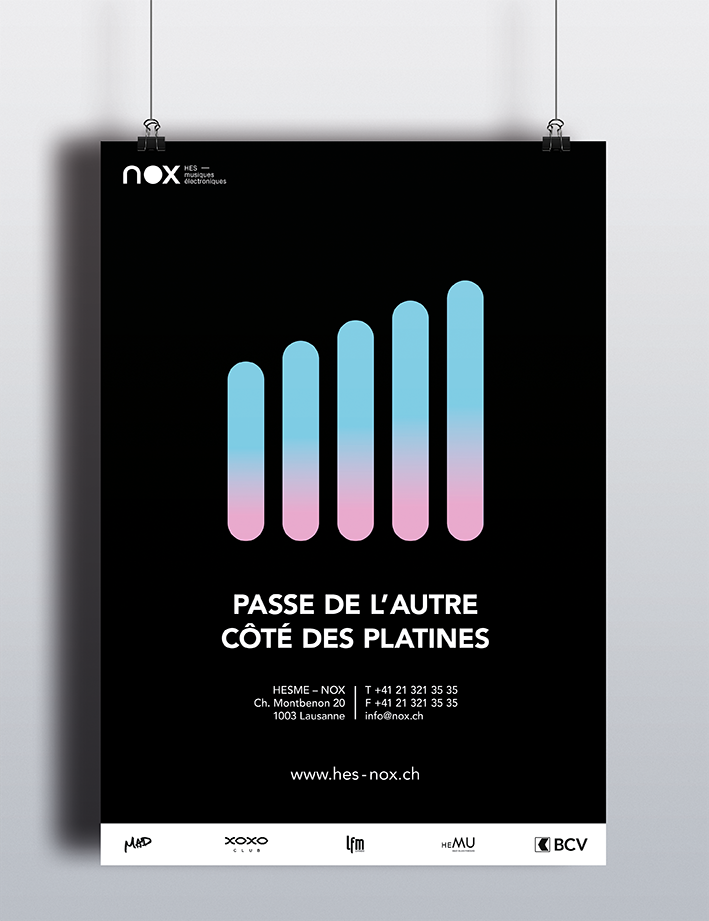 nox
HES —
musiques
électroniques
PASSE DE L'AUTRE
CÔTÉ DES PLATINES
HESME – NOX
Ch. Montbenon 20
1003 Lausanne
T +41 21 321 35 35
F +41 21 321 35 35
info@nox.ch
www.hes-nox.ch
MAD
XOXO
CLUB
lfm
HEMU
BCV